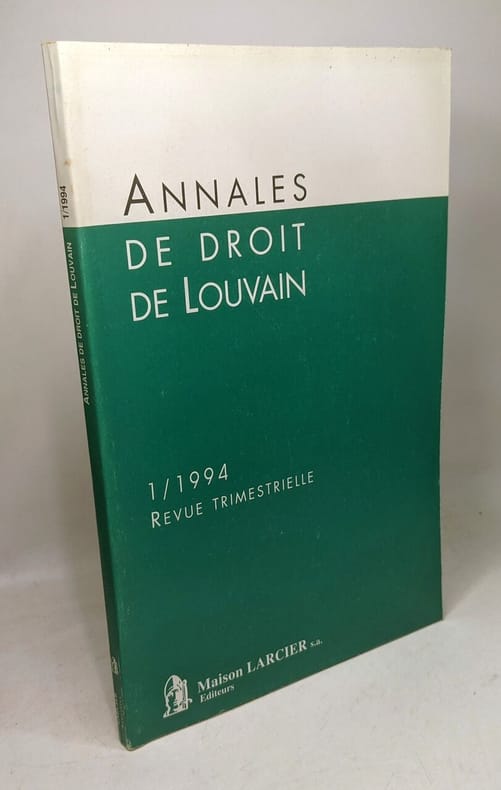 ANNALES
DE DROIT
DE LOUVAIN
1/1994
REVUE TRIMESTRIELLE
Maison LARCIER s.a.
Editeurs
ANNALES DE DROIT DE LOUVAIN 1/1994